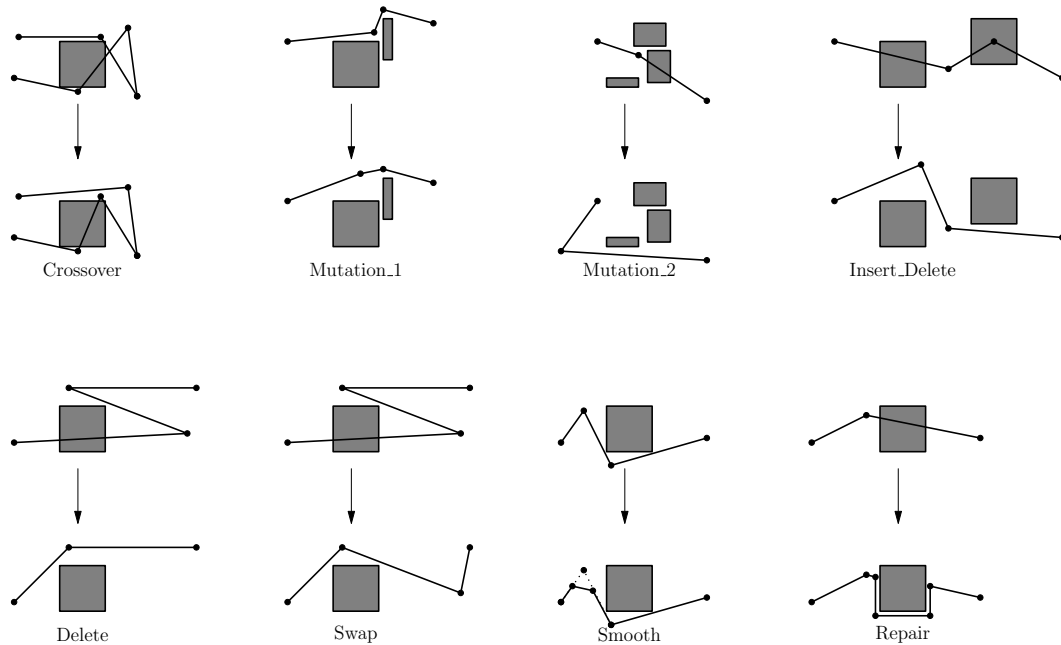 Crossover
Mutation_1
Mutation_2
Insert_Delete
Delete
Swap
Smooth
Repair